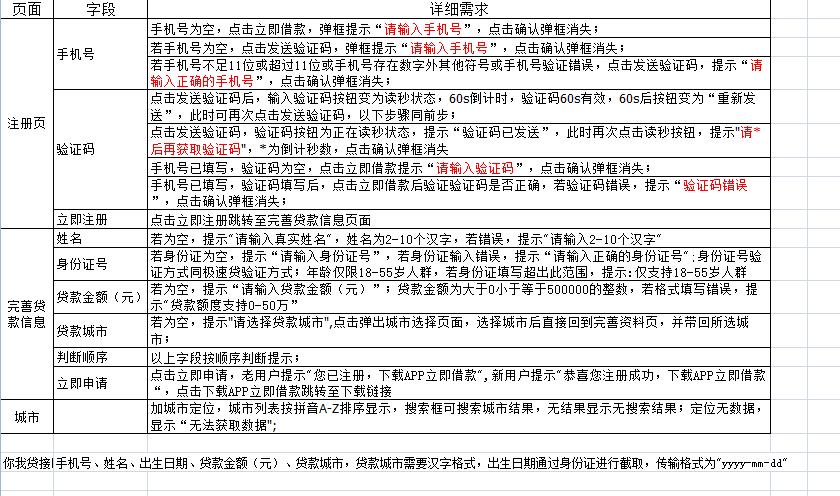 页面 字段 详细需求
注册页
手机号
手机号为空，点击立即借款，弹框提示“请输入手机号”，点击确认弹框消失；
若手机号为空，点击发送验证码，弹框提示“请输入手机号”，点击确认弹框消失；
若手机号不足11位或超过11位或手机号存在数字外其他符号或手机号验证错误，点击发送验证码，提示“请
输入正确的手机号”，点击确认弹框消失；
验证码
点击发送验证码后，输入验证码按钮变为读秒状态，60s倒计时，验证码60s有效，60s后按钮变为“重新发
送”，此时可再次点击发送验证码，以下步骤同前步；
点击发送验证码，验证码按钮为正在读秒状态，提示“验证码已发送”，此时再次点击读秒按钮，提示"请*
后再获取验证码"，*为倒计秒数，点击确认弹框消失
手机号已填写，验证码为空，点击立即借款提示“请输入验证码”，点击确认弹框消失；
手机号已填写，验证码填写后，点击立即借款后验证验证码是否正确，若验证码错误，提示“验证码错误
”，点击确认弹框消失；
立即注册 点击立即注册跳转至完善贷款信息页面
完善贷
款信息
姓名 若为空，提示“请输入真实姓名”，姓名为2-10个汉字，若错误，提示“请输入2-10个汉字”
身份证号
若身份证为空，提示“请输入身份证号”，若身份证输入错误，提示“请输入正确的身份证号”；身份证号验
证方式同极速贷验证方式；年龄仅限18-55岁人群，若身份证填写超出此范围，提示：仅支持18-55岁人群
贷款金额（元）
若为空，提示“请输入贷款金额（元）”；贷款金额为大于0小于等于500000的整数，若格式填写错误，提
示“贷款额度支持0-50万”
贷款城市
若为空，提示"请选择贷款城市",点击弹出城市选择页面，选择城市后直接回到完善资料页，并带回所选城
市；
判断顺序 以上字段按顺序判断提示；
立即申请
点击立即申请，老用户提示“您已注册，下载APP立即借款”，新用户提示“恭喜您注册成功，下载APP立即借款
“，点击下载APP立即借款跳转至下载链接
城市
加城市定位，城市列表按拼音A-Z排序显示，搜索框可搜索城市结果，无结果显示无搜索结果；定位无数据，
显示“无法获取数据"；
你我贷接 手机号、姓名、出生日期、贷款金额（元）、贷款城市，贷款城市需要汉字格式，出生日期通过身份证进行截取，传输格式为“yyyy-mm-dd”